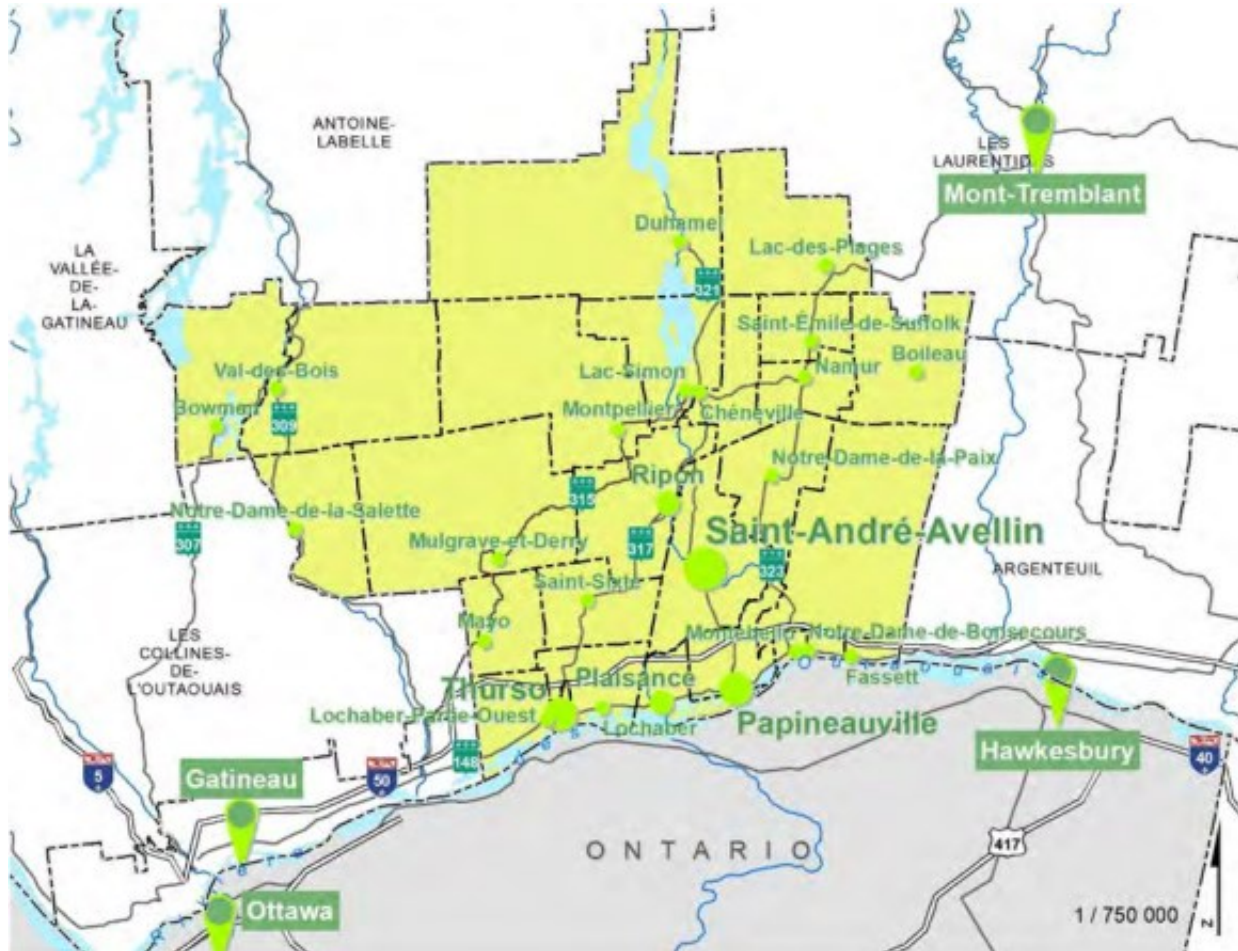 ANTOINE-
LABELLE
LES
LAURENTIDES
Mont-Tremblant
LA
VALLÉE-
DE-
LA-
GATINEAU
Duhamel
Lac-des-Plages
321
Saint-Émile-de-Suffolk
Boileau
Val-des-Bois
Lac-Simon
Namur
Bowman
309
Montpellier
Chénéville
Notre-Dame-de-la-Paix
Ripon
315
Notre-Dame-de-la-Salette
307
Mulgrave-et-Derry
317
Saint-André-Avellin
323
ARGENTEUIL
Saint-Sixte
Mayo
LES
COLLINES-
DE-
L'OUTAOUAIS
Montebello
Notre-Dame-de-Bonsecours
Fassett
Thurso
Plaisance
Lochaber-Partie-Ouest
Lochaber
Papineauville
Hawkesbury
148
5
50
40
Gatineau
417
ONTARIO
Ottawa
1 / 750 000
N